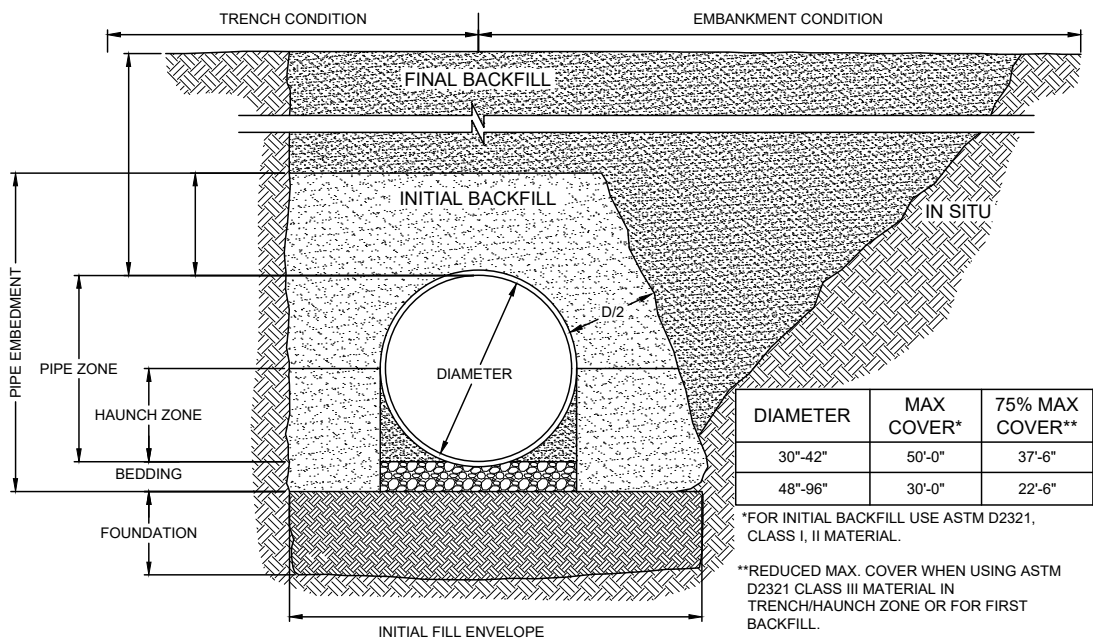 TRENCH CONDITION
EMBANKMENT CONDITION
FINAL BACKFILL
INITIAL BACKFILL
IN SITU
PIPE EMBEDMENT
D/2
PIPE ZONE
DIAMETER
HAUNCH ZONE
BEDDING
FOUNDATION
INITIAL FILL ENVELOPE
DIAMETER MAX COVER* 75% MAX COVER**
30"-42" 50'-0" 37'-6"
48"-96" 30'-0" 22'-6"
*FOR INITIAL BACKFILL USE ASTM D2321,
CLASS I, II MATERIAL.
**REDUCED MAX. COVER WHEN USING ASTM
D2321 CLASS III MATERIAL IN
TRENCH/HAUNCH ZONE OR FOR FIRST
BACKFILL.